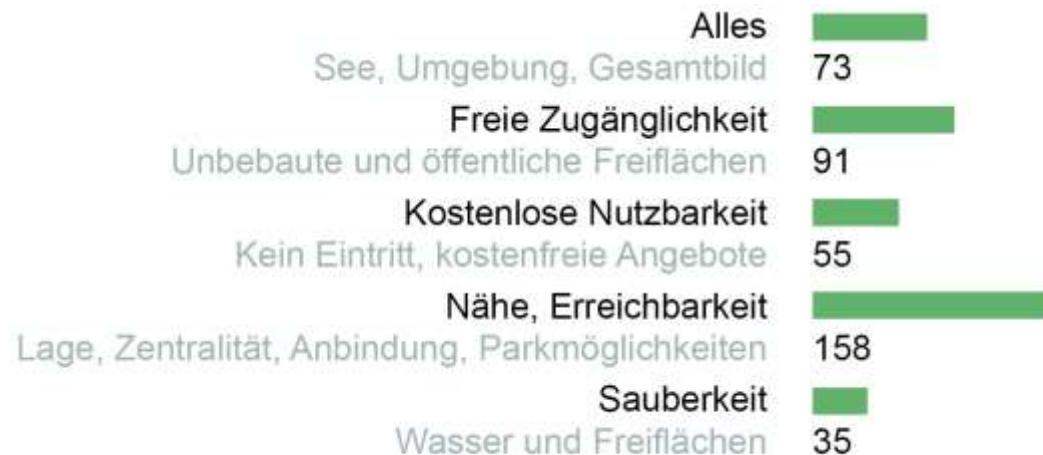 Alles
See, Umgebung, Gesamtbild 73
Freie Zugänglichkeit
Unbebaute und öffentliche Freiflächen 91
Kostenlose Nutzbarkeit
Kein Eintritt, kostenfreie Angebote 55
Nähe, Erreichbarkeit
Lage, Zentralität, Anbindung, Parkmöglichkeiten 158
Sauberkeit
Wasser und Freiflächen 35